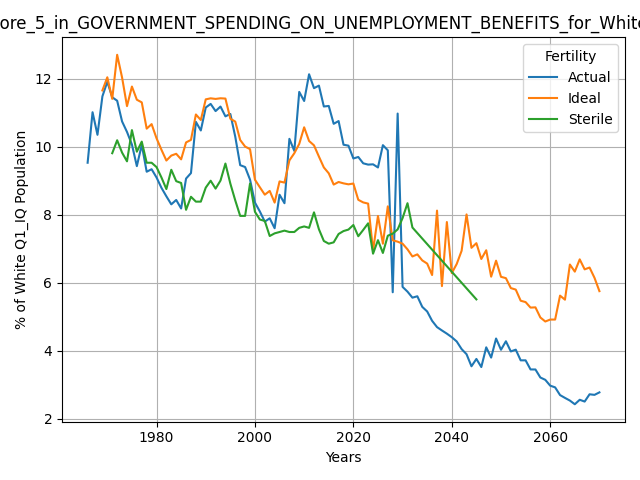 ore_5_in_GOVERNMENT_SPENDING_ON_UNEMPLOYMENT_BENEFITS_for_White
Fertility
Actual
Ideal
Sterile
% of White Q1_IQ Population
12
10
8
6
4
2
1980 2000 2020 2040 2060
Years